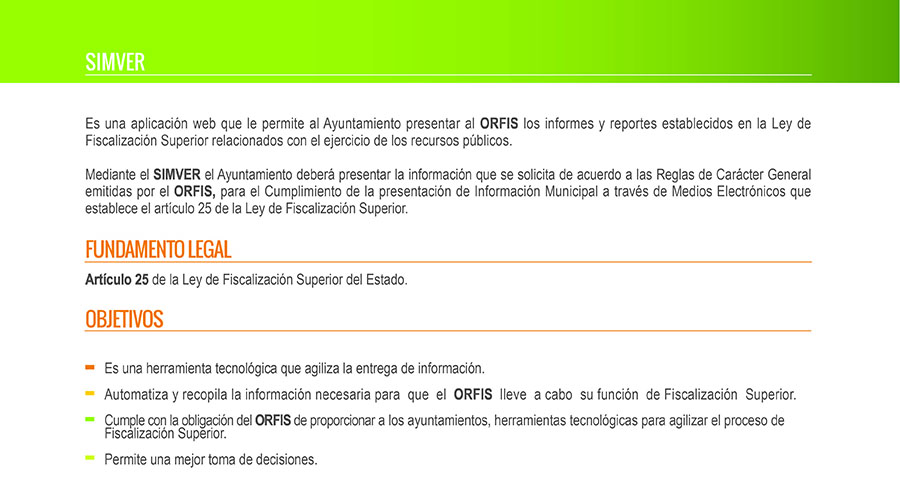 SIMVER
Es una aplicación web que le permite al Ayuntamiento presentar al ORFIS los informes y reportes establecidos en la Ley de
Fiscalización Superior relacionados con el ejercicio de los recursos públicos.
Mediante el SIMVER el Ayuntamiento deberá presentar la información que se solicita de acuerdo a las Reglas de Carácter General
emitidas por el ORFIS, para el Cumplimiento de la presentación de Información Municipal a través de Medios Electrónicos que
establece el artículo 25 de la Ley de Fiscalización Superior.
FUNDAMENTO LEGAL
Artículo 25 de la Ley de Fiscalización Superior del Estado.
OBJETIVOS
Es una herramienta tecnológica que agiliza la entrega de información.
Automatiza y recopila la información necesaria para que el ORFIS lleve a cabo su función de Fiscalización Superior.
Cumple con la obligación del ORFIS de proporcionar a los ayuntamientos, herramientas tecnológicas para agilizar el proceso de
Fiscalización Superior.
Permite una mejor toma de decisiones.